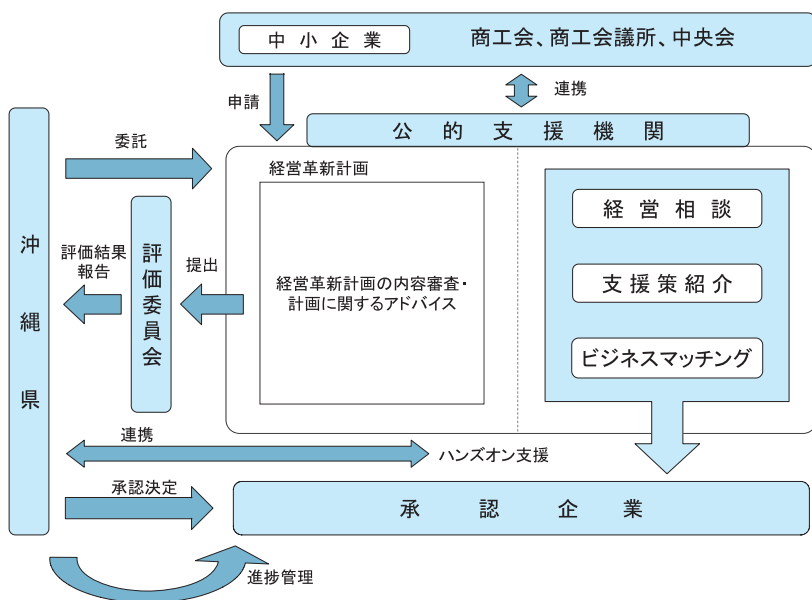 中小企業
商工会、商工会議所、中央会
申請
連携
公的支援機関
委託
経営革新計画
経営革新計画の内容審査・
計画に関するアドバイス
経営相談
支援策紹介
ビジネスマッチング
沖縄県
評価結果
報告
評価委員会
提出
連携
ハンズオン支援
承認決定
承認企業
進捗管理